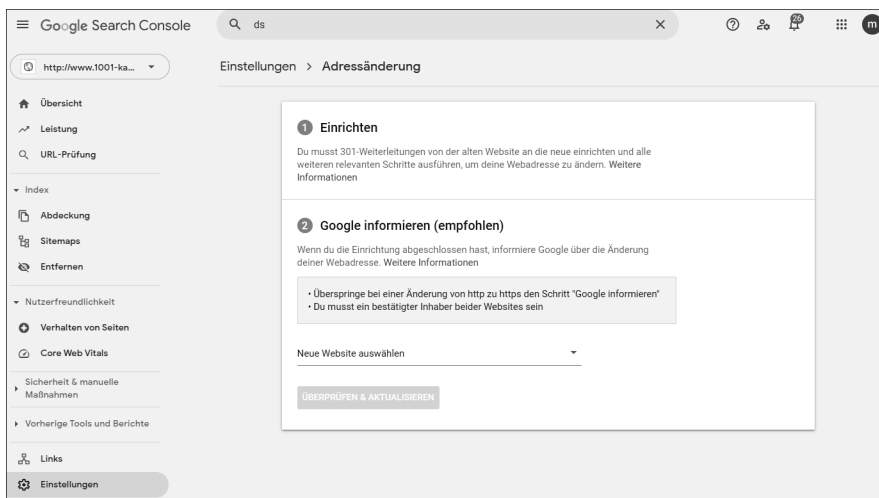 Google Search Console
ds
26
m
http://www.1001-ka...
Einstellungen > Adressänderung
Übersicht
Leistung
URL-Prüfung
Index
Abdeckung
Sitemaps
Entfernen
Nutzerfreundlichkeit
Verhalten von Seiten
Core Web Vitals
Sicherheit & manuelle
Maßnahmen
Vorherige Tools und Berichte
Links
Einstellungen
1 Einrichten
Du musst 301-Weiterleitungen von der alten Website an die neue einrichten und alle
weiteren relevanten Schritte ausführen, um deine Webadresse zu ändern. Weitere
Informationen
2 Google informieren (empfohlen)
Wenn du die Einrichtung abgeschlossen hast, informiere Google über die Änderung
deiner Webadresse. Weitere Informationen
• Überspringe bei einer Änderung von http zu https den Schritt "Google informieren"
• Du musst ein bestätigter Inhaber beider Websites sein
Neue Website auswählen
ÜBERPRÜFEN & AKTUALISIEREN